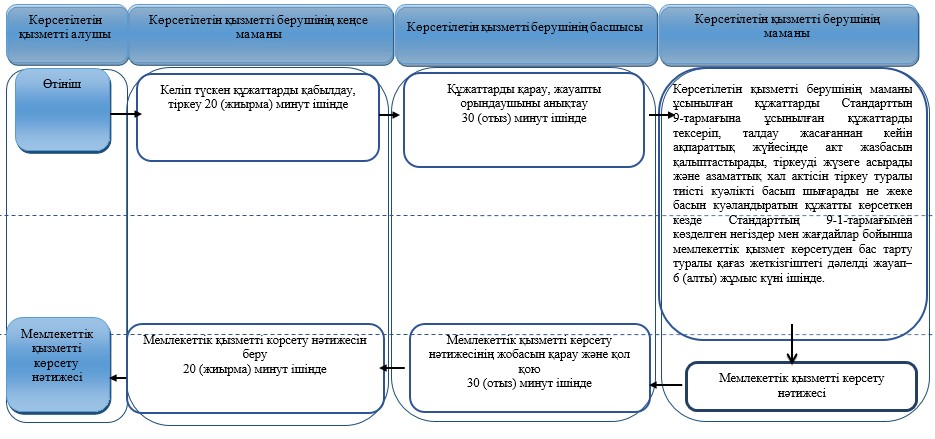 Көрсетілетін
қызметті алушы
Көрсетілетін қызметті берушінің кеңсе
маманы
Көрсетілетін қызметті берушінің басшысы
Көрсетілетін қызметті берушінің
маманы
Өтініш
Келіп түскен құжаттарды қабылдау,
тіркеу 20 (жиырма) минут ішінде
Құжаттарды қарау, жауапты
орындаушыны анықтау
30 (отыз) минут ішінде
Көрсетілетін қызметті берушінің маманы
ұсынылған құжаттарды Стандарттын
9-тармағына ұсынылған құжаттарды
тексеріп, талдау жасағаннан кейін
ақпараттық жүйесінде акт жазбасын
қалыптастырады, тіркеуді жүзеге асырады
және азаматтық хал актісін тіркеу туралы
тиісті куәлікті басып шығарады не жеке
басын куәландыратын құжатты көрсеткен
кезде Стандарттың 9-1-тармағымен
көзделген негіздер мен жағдайлар бойынша
мемлекеттік қызмет көрсетуден бас тарту
туралы қағаз жеткізгіштегі дәлелді жауап–
6 (алты) жұмыс күні ішінде.
Мемлекеттік
қызметті
көрсету
нәтижесі
Мемлекеттік қызметті корсету нәтижесін
беру
20 (жиырма) минут ішінде
Мемлекеттік қызметті көрсету
нәтижесінің жобасын қарау және қол
қою
30 (отыз) минут ішінде
Мемлекеттік қызметті көрсету
нәтижесі